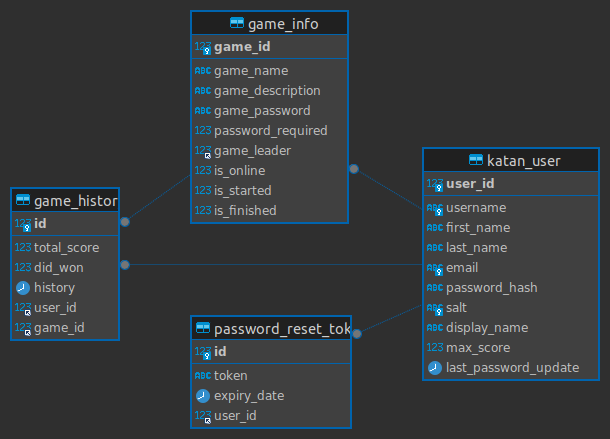 game_info
123 game_id
ABC game_name
ABC game_description
ABC game_password
123 password_required
123 game_leader
123 is_online
123 is_started
123 is_finished
katan_user
123 user_id
ABC username
ABC first_name
ABC last_name
ABC email
ABC password_hash
ABC salt
ABC display_name
123 max_score
last_password_update
game_histor
123 id
123 total_score
123 did_won
history
123 user_id
123 game_id
password_reset_tok
123 id
ABC token
expiry_date
123 user_id